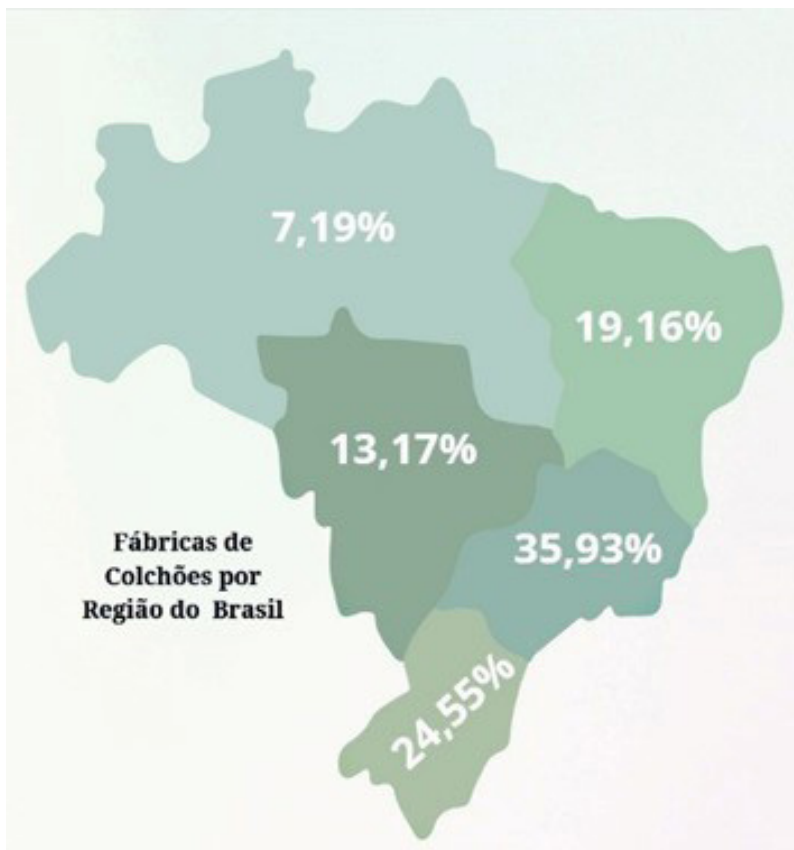 7,19%
19,16%
13,17%
35,93%
24,55%
Fábricas de
Colchões por
Região do Brasil